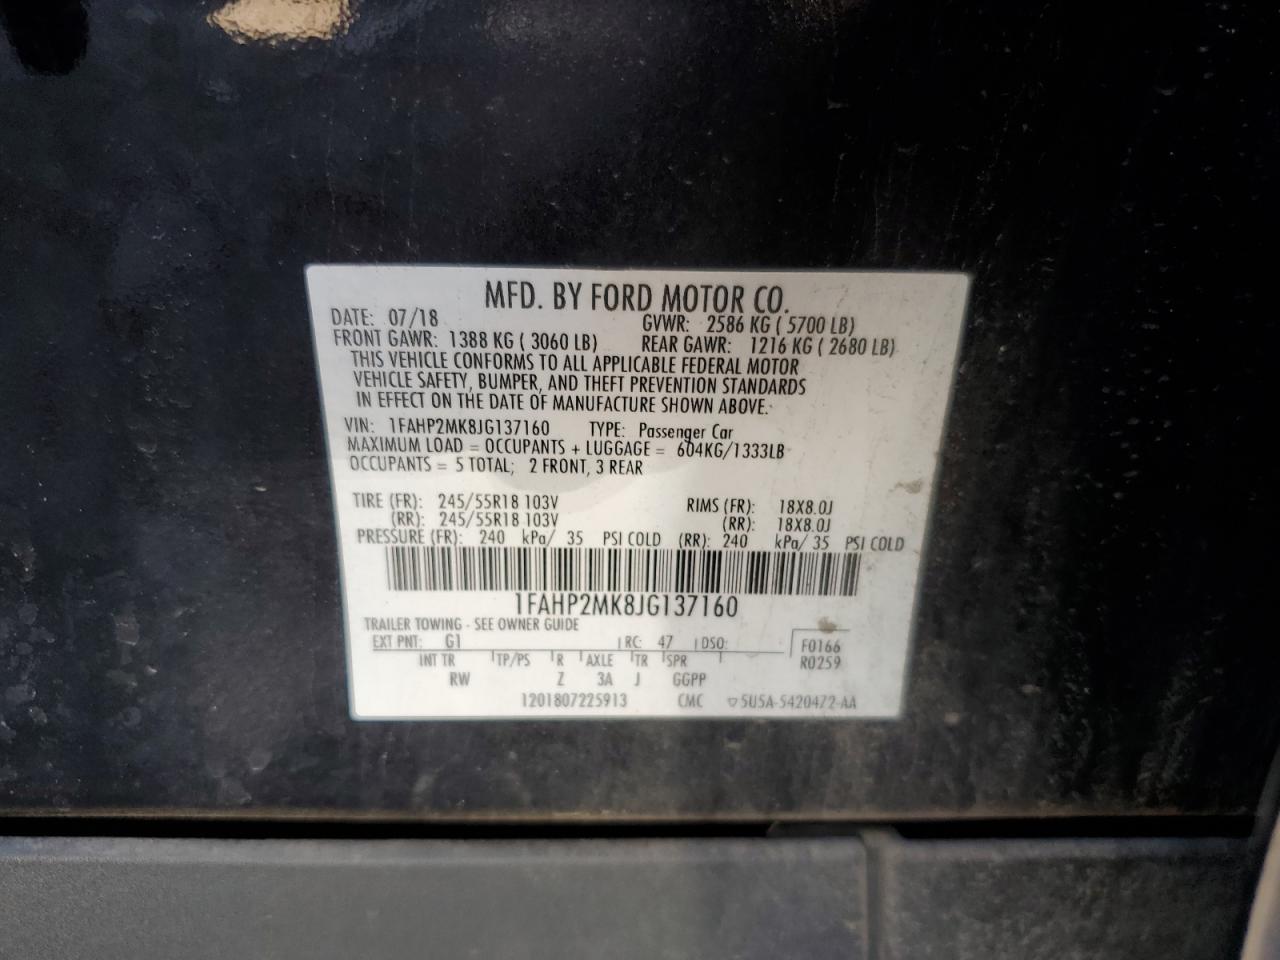 MFD. BY FORD MOTOR CO.
DATE: 07/18 GVWR: 2586 KG ( 5700 LB)
FRONT GAWR: 1388 KG ( 3060 LB) REAR GAWR: 1216 KG ( 2680 LB)
THIS VEHICLE CONFORMS TO ALL APPLICABLE FEDERAL MOTOR
VEHICLE SAFETY, BUMPER, AND THEFT PREVENTION STANDARDS
IN EFFECT ON THE DATE OF MANUFACTURE SHOWN ABOVE.
VIN: 1FAHP2MK8JG137160 TYPE: Passenger Car
MAXIMUM LOAD = OCCUPANTS + LUGGAGE = 604KG/1333LB
OCCUPANTS = 5 TOTAL; 2 FRONT, 3 REAR
TIRE (FR): 245/55R18 103V RIMS (FR): 18X8.0J
(RR): 245/55R18 103V (RR): 18X8.0J
PRESSURE (FR): 240 kPa/ 35 PSI COLD (RR): 240 kPa/ 35 PSI COLD
1FAHP2MK8JG137160
TRAILER TOWING - SEE OWNER GUIDE
EXT PNT: G1 RC: 47 DSO: F0166
INT TR TP/PS R AXLE TR SPR R0259
RW Z 3A J GGPP
1201807225913 CMC ▽5U5A-5420472-AA